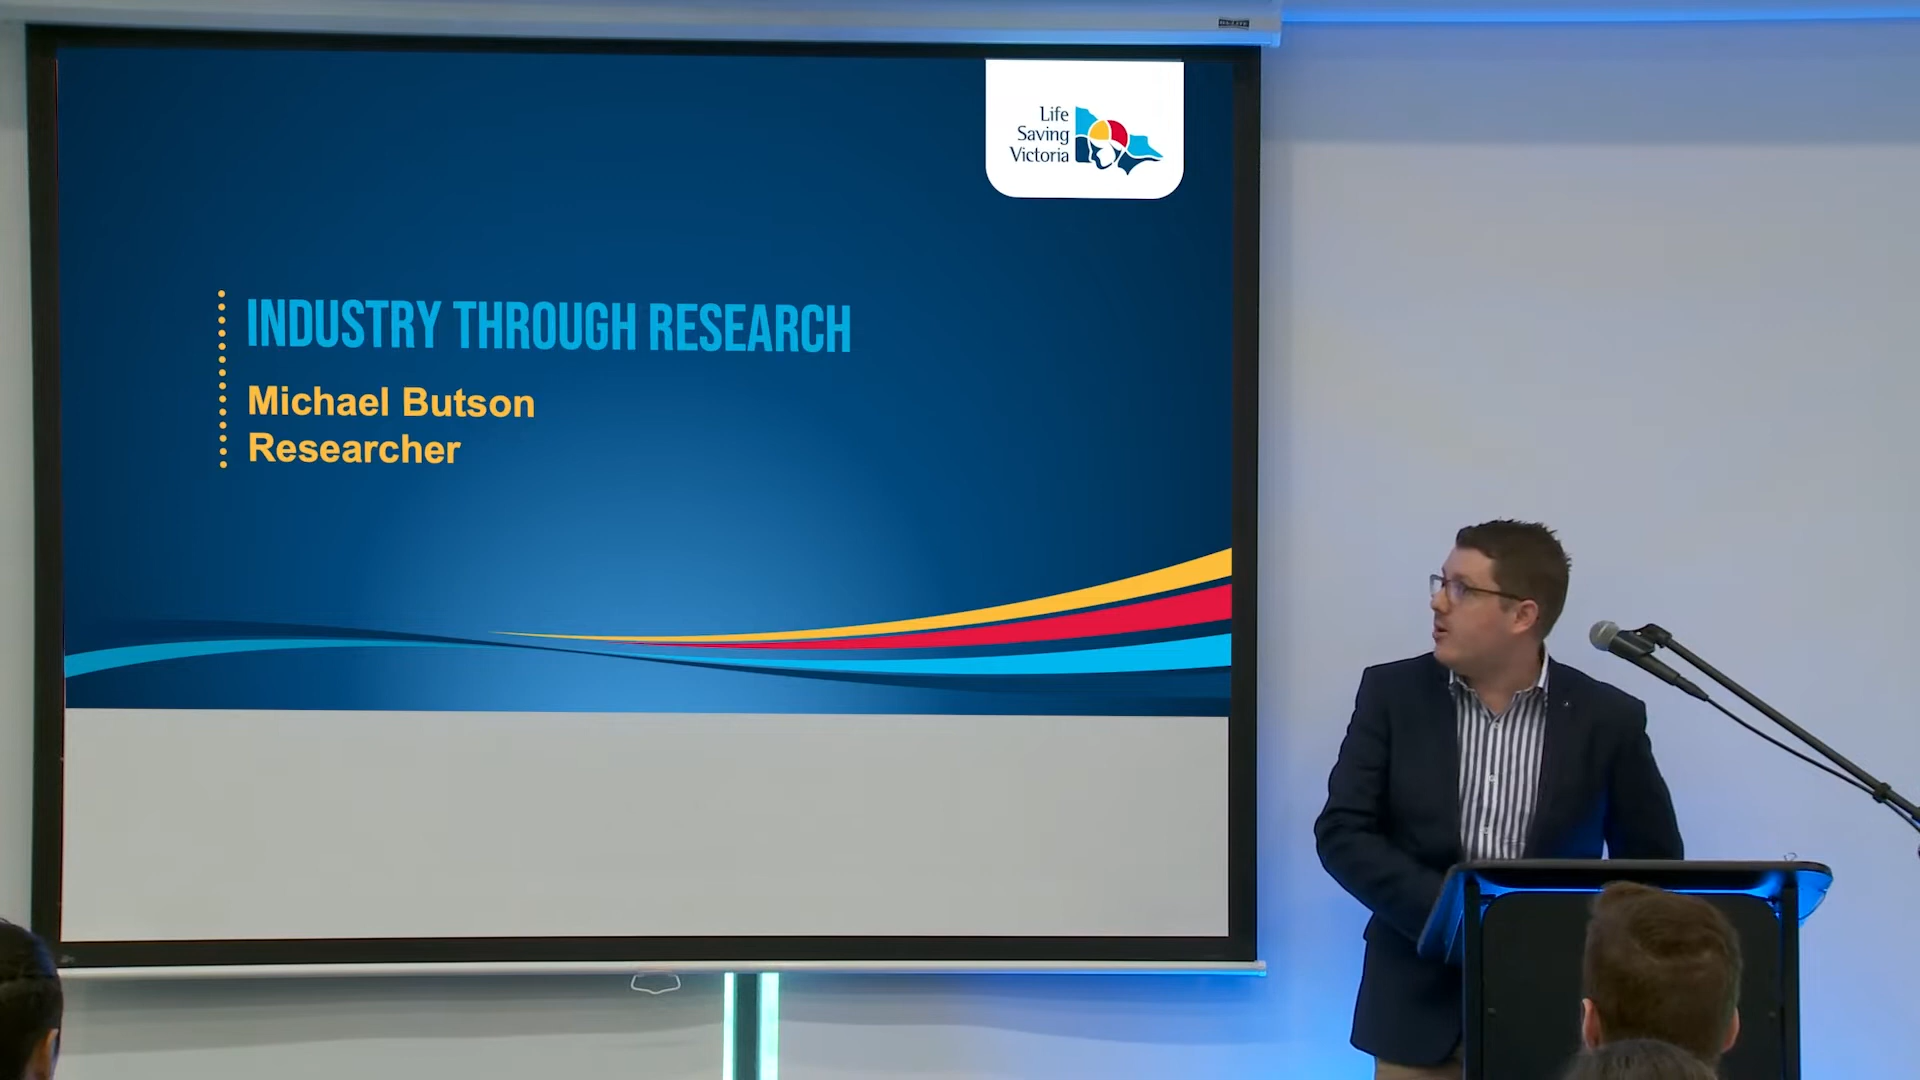 Life
Saving
Victoria
INDUSTRY THROUGH RESEARCH
Michael Butson
Researcher